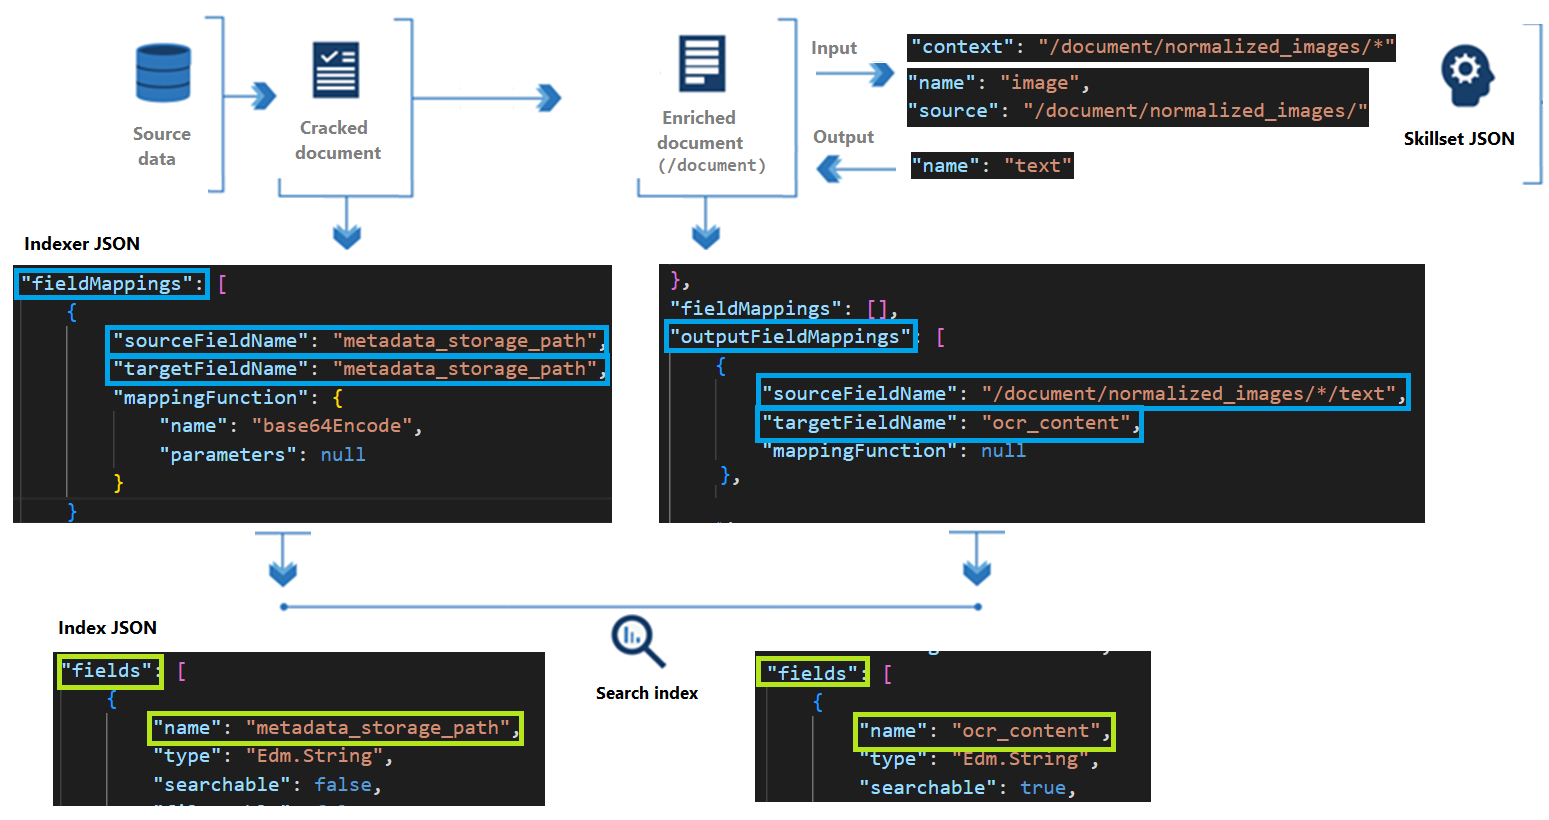 Source
data
Cracked
document
Enriched
document
(/document)
Input
"context": "/document/normalized_images/*"
"name": "image",
"source": "/document/normalized_images/"
Output
"name": "text"
Skillset JSON
Indexer JSON
"fieldMappings": [
{
"sourceFieldName": "metadata_storage_path",
"targetFieldName": "metadata_storage_path",
"mappingFunction": {
"name": "base64Encode",
"parameters": null
}
}
},
"fieldMappings": [],
"outputFieldMappings": [
{
"sourceFieldName": "/document/normalized_images/*/text",
"targetFieldName": "ocr_content",
"mappingFunction": null
},
Index JSON
"fields": [
{
"name": "metadata_storage_path",
"type": "Edm.String",
"searchable": false,
Search index
"fields": [
{
"name": "ocr_content",
"type": "Edm.String",
"searchable": true,